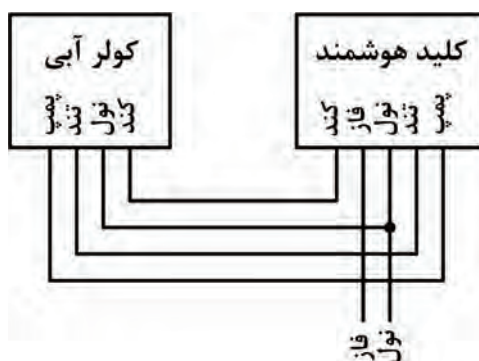 کلید هوشمند
کند فاز نول تند پمپ
کولر آبی
پمپ تند نول کند
فاز نول